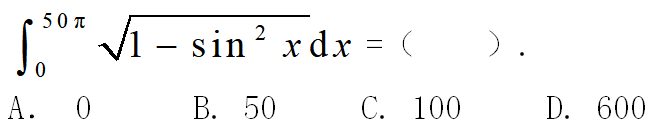 ∫₀^{50π} √(1 − sin² x) dx = (    ) .
A. 0 B. 50 C. 100 D. 600